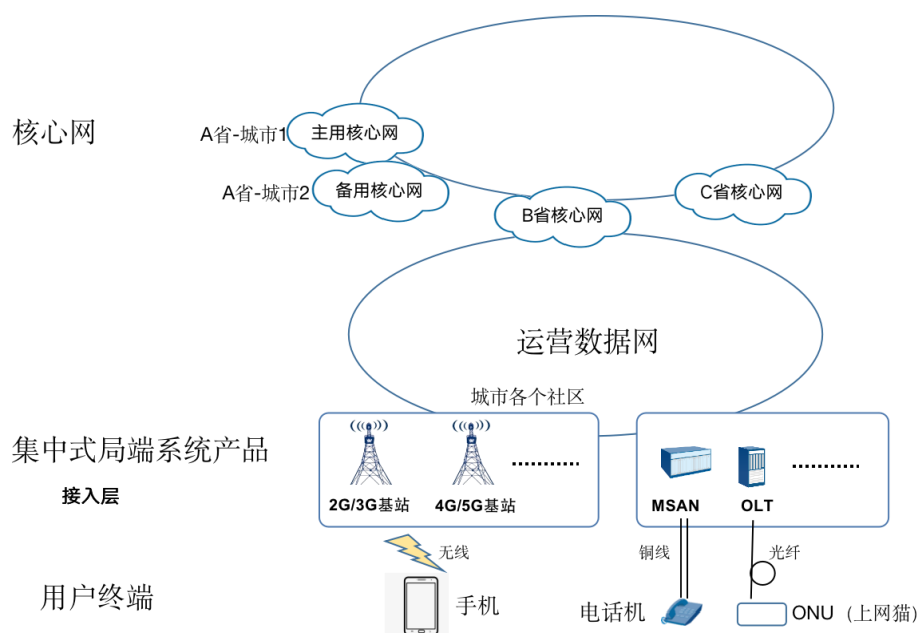 核心网
A省-城市1
主用核心网
A省-城市2
备用核心网
B省核心网
C省核心网
运营数据网
城市各个社区
集中式局端系统产品
接入层
2G/3G基站
4G/5G基站
MSAN
OLT
无线
铜线
光纤
用户终端
手机
电话机
ONU (上网猫)